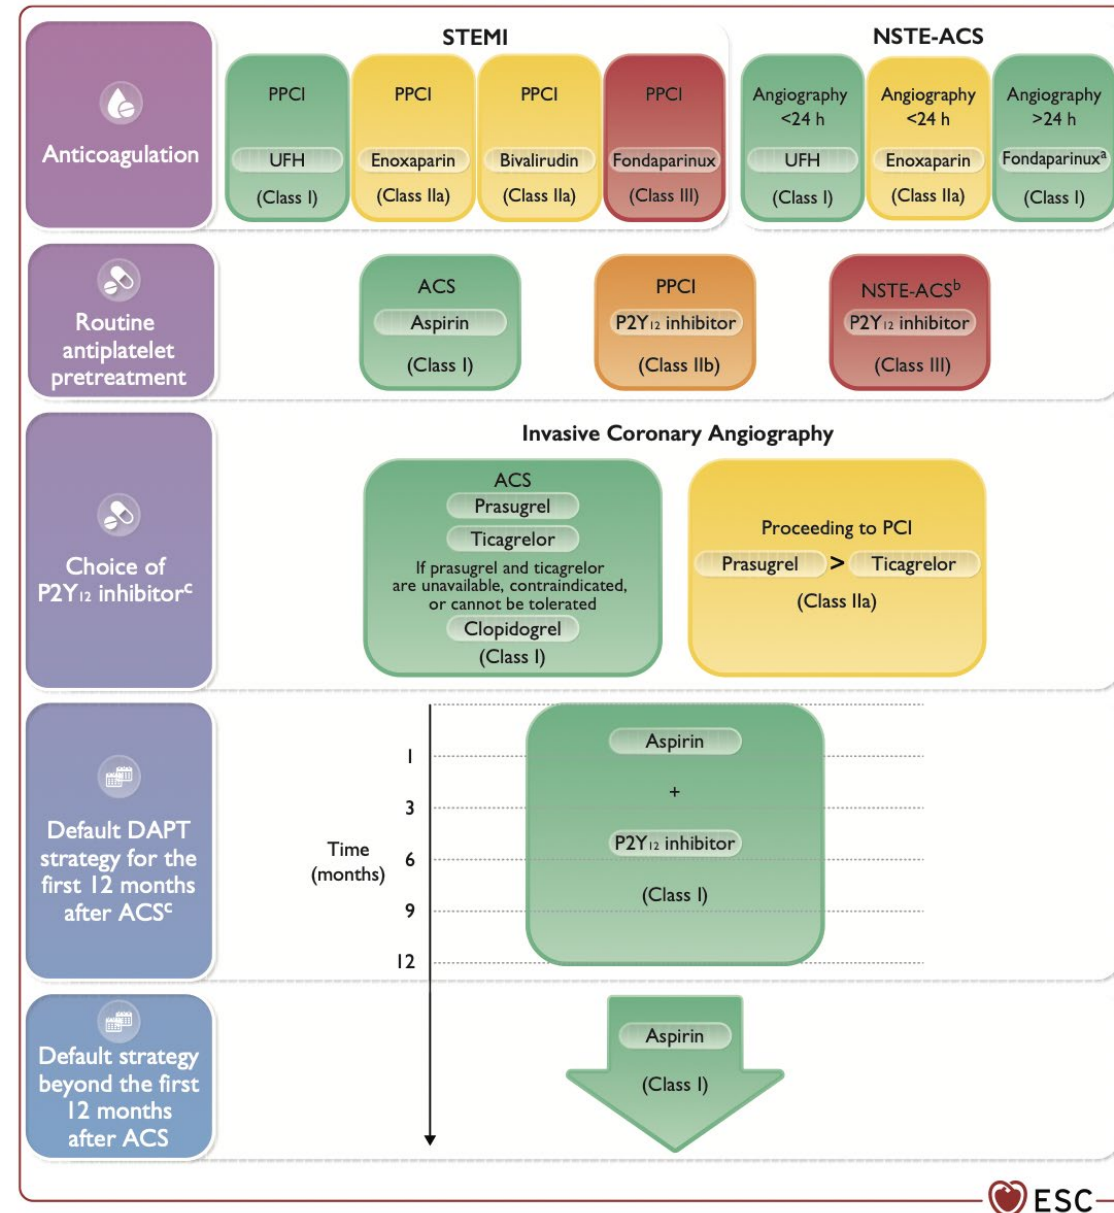 STEMI
NSTE-ACS
Anticoagulation
PPCI
UFH
(Class I)
PPCI
Enoxaparin
(Class IIa)
PPCI
Bivalirudin
(Class IIa)
PPCI
Fondaparinux
(Class III)
Angiography
<24 h
UFH
(Class I)
Angiography
<24 h
Enoxaparin
(Class IIa)
Angiography
>24 h
Fondaparinuxᵃ
(Class I)
Routine
antiplatelet
pretreatment
ACS
Aspirin
(Class I)
PPCI
P2Y₁₂ inhibitor
(Class IIb)
NSTE-ACSᵇ
P2Y₁₂ inhibitor
(Class III)
Choice of
P2Y₁₂ inhibitorᶜ
Invasive Coronary Angiography
ACS
Prasugrel
Ticagrelor
If prasugrel and ticagrelor
are unavailable, contraindicated,
or cannot be tolerated
Clopidogrel
(Class I)
Proceeding to PCI
Prasugrel > Ticagrelor
(Class IIa)
Default DAPT
strategy for the
first 12 months
after ACSᶜ
Time
(months)
1
3
6
9
12
Aspirin
+
P2Y₁₂ inhibitor
(Class I)
Default strategy
beyond the first
12 months
after ACS
Aspirin
(Class I)
ESC